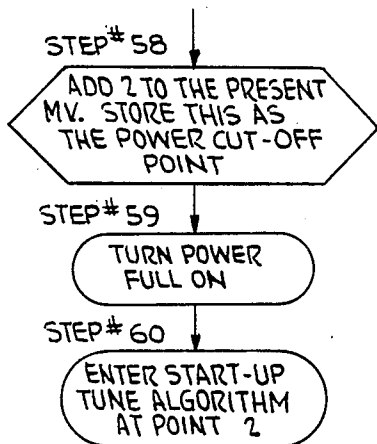 STEP# 58
ADD 2 TO THE PRESENT
MV. STORE THIS AS
THE POWER CUT-OFF
POINT
STEP# 59
TURN POWER
FULL ON
STEP# 60
ENTER START-UP
TUNE ALGORITHM
AT POINT 2